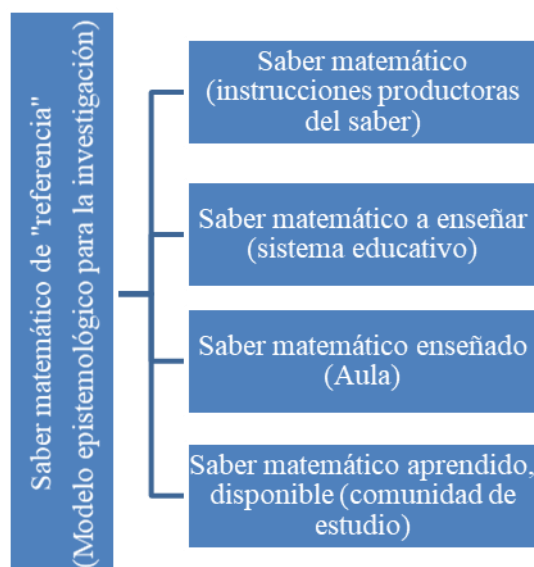 Saber matemático de "referencia"
(Modelo epistemológico para la investigación)
Saber matemático
(instrucciones productoras
del saber)
Saber matemático a enseñar
(sistema educativo)
Saber matemático enseñado
(Aula)
Saber matemático aprendido,
disponible (comunidad de
estudio)